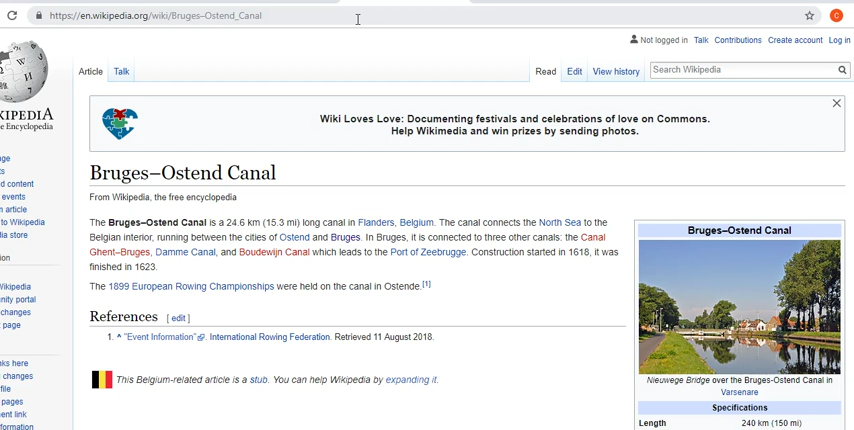 https://en.wikipedia.org/wiki/Bruges–Ostend_Canal
C
Not logged in Talk Contributions Create account Log in
Article Talk Read Edit View history Search Wikipedia
KIPEDIA
e Encyclopedia
Wiki Loves Love: Documenting festivals and celebrations of love on Commons.
Help Wikimedia and win prizes by sending photos.
Bruges–Ostend Canal
From Wikipedia, the free encyclopedia
The Bruges–Ostend Canal is a 24.6 km (15.3 mi) long canal in Flanders, Belgium. The canal connects the North Sea to the
Belgian interior, running between the cities of Ostend and Bruges. In Bruges, it is connected to three other canals: the Canal
Ghent–Bruges, Damme Canal, and Boudewijn Canal which leads to the Port of Zeebrugge. Construction started in 1618, it was
finished in 1623.
The 1899 European Rowing Championships were held on the canal in Ostende.[1]
References [ edit ]
1. ^ "Event Information". International Rowing Federation. Retrieved 11 August 2018.
This Belgium-related article is a stub. You can help Wikipedia by expanding it.
Bruges–Ostend Canal
Nieuwege Bridge over the Bruges-Ostend Canal in
Varsenare
Specifications
Length 240 km (150 mi)
age
ts
d content
events
n article
to Wikipedia
dia store
ion
Wikipedia
unity portal
changes
page
nks here
changes
file
pages
ent link
formation